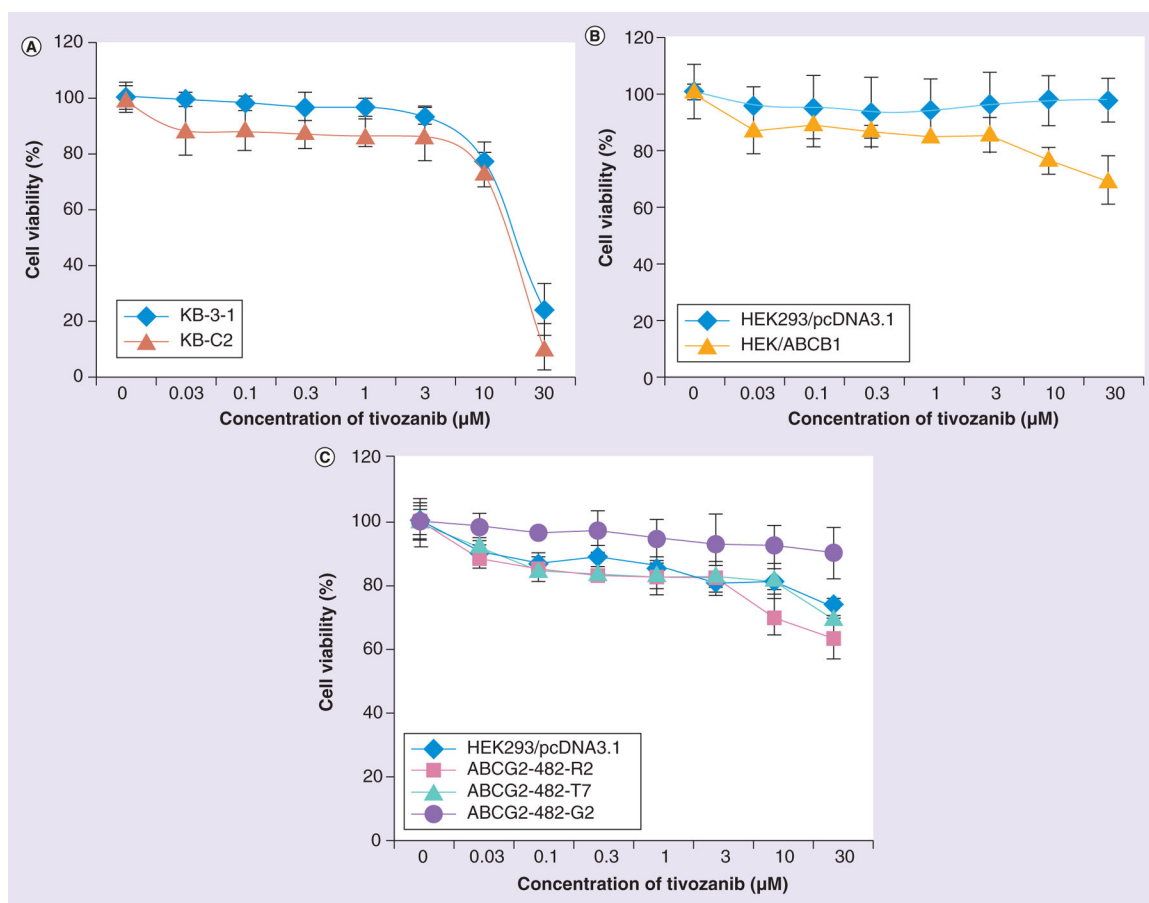 A
120
100
80
60
40
20
0
Cell viability (%)
KB-3-1
KB-C2
0 0.03 0.1 0.3 1 3 10 30
Concentration of tivozanib (µM)
B
120
100
80
60
40
20
0
Cell viability (%)
HEK293/pcDNA3.1
HEK/ABCB1
0 0.03 0.1 0.3 1 3 10 30
Concentration of tivozanib (µM)
C
120
100
80
60
40
20
0
Cell viability (%)
HEK293/pcDNA3.1
ABCG2-482-R2
ABCG2-482-T7
ABCG2-482-G2
0 0.03 0.1 0.3 1 3 10 30
Concentration of tivozanib (µM)